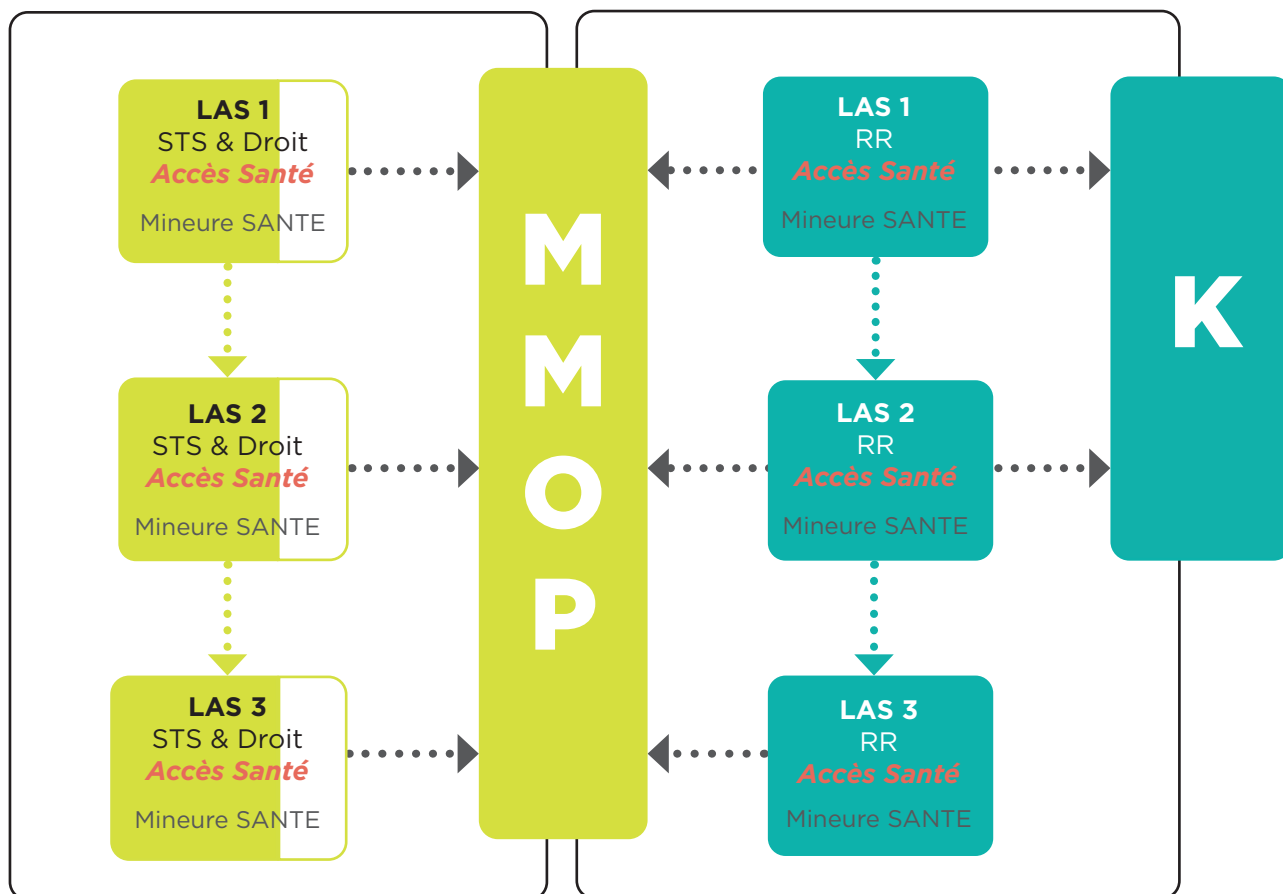 LAS 1
STS & Droit
Accès Santé
Mineure SANTE
LAS 2
STS & Droit
Accès Santé
Mineure SANTE
LAS 3
STS & Droit
Accès Santé
Mineure SANTE
M
M
O
P
LAS 1
RR
Accès Santé
Mineure SANTE
LAS 2
RR
Accès Santé
Mineure SANTE
LAS 3
RR
Accès Santé
Mineure SANTE
K